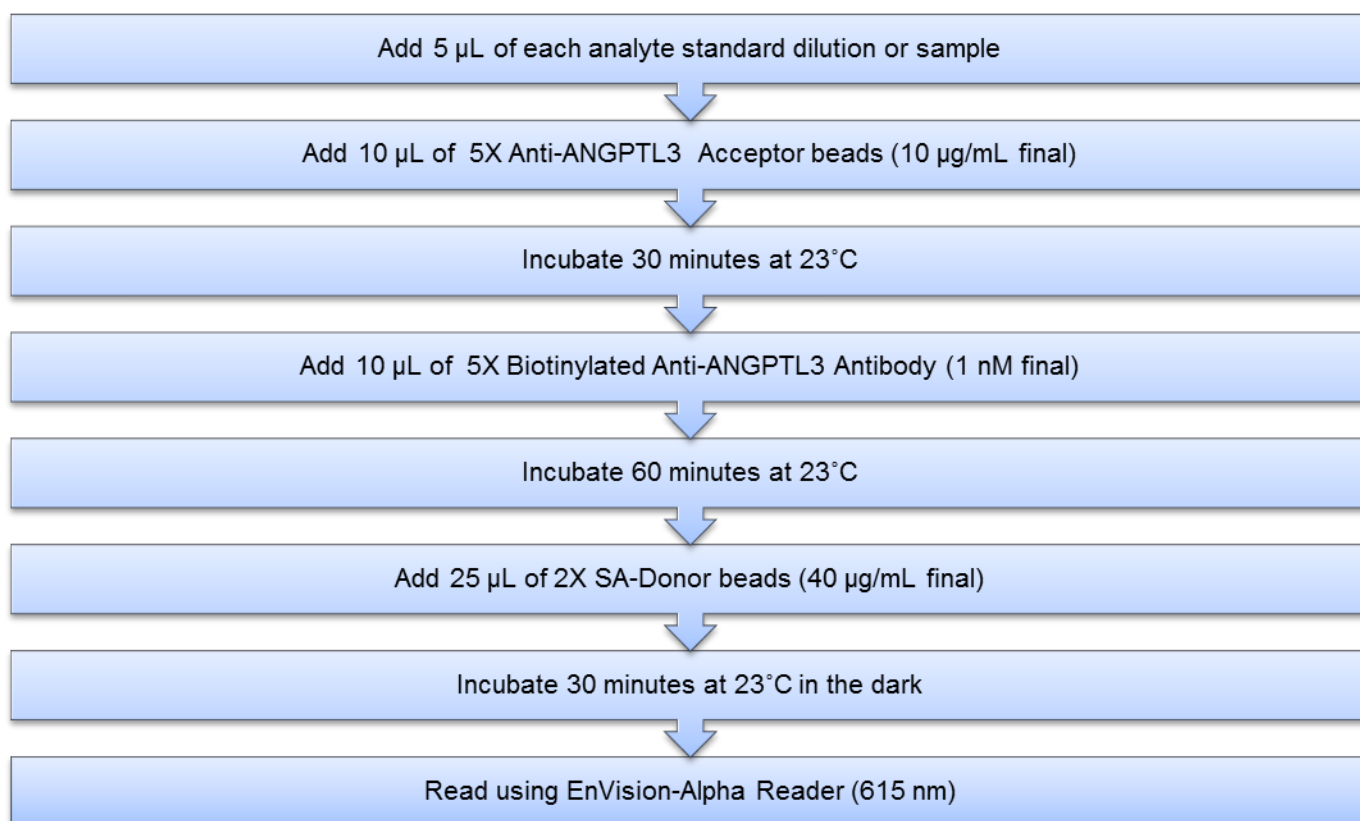 Add 5 µL of each analyte standard dilution or sample
Add 10 µL of 5X Anti-ANGPTL3 Acceptor beads (10 µg/mL final)
Incubate 30 minutes at 23˚C
Add 10 µL of 5X Biotinylated Anti-ANGPTL3 Antibody (1 nM final)
Incubate 60 minutes at 23˚C
Add 25 µL of 2X SA-Donor beads (40 µg/mL final)
Incubate 30 minutes at 23˚C in the dark
Read using EnVision-Alpha Reader (615 nm)